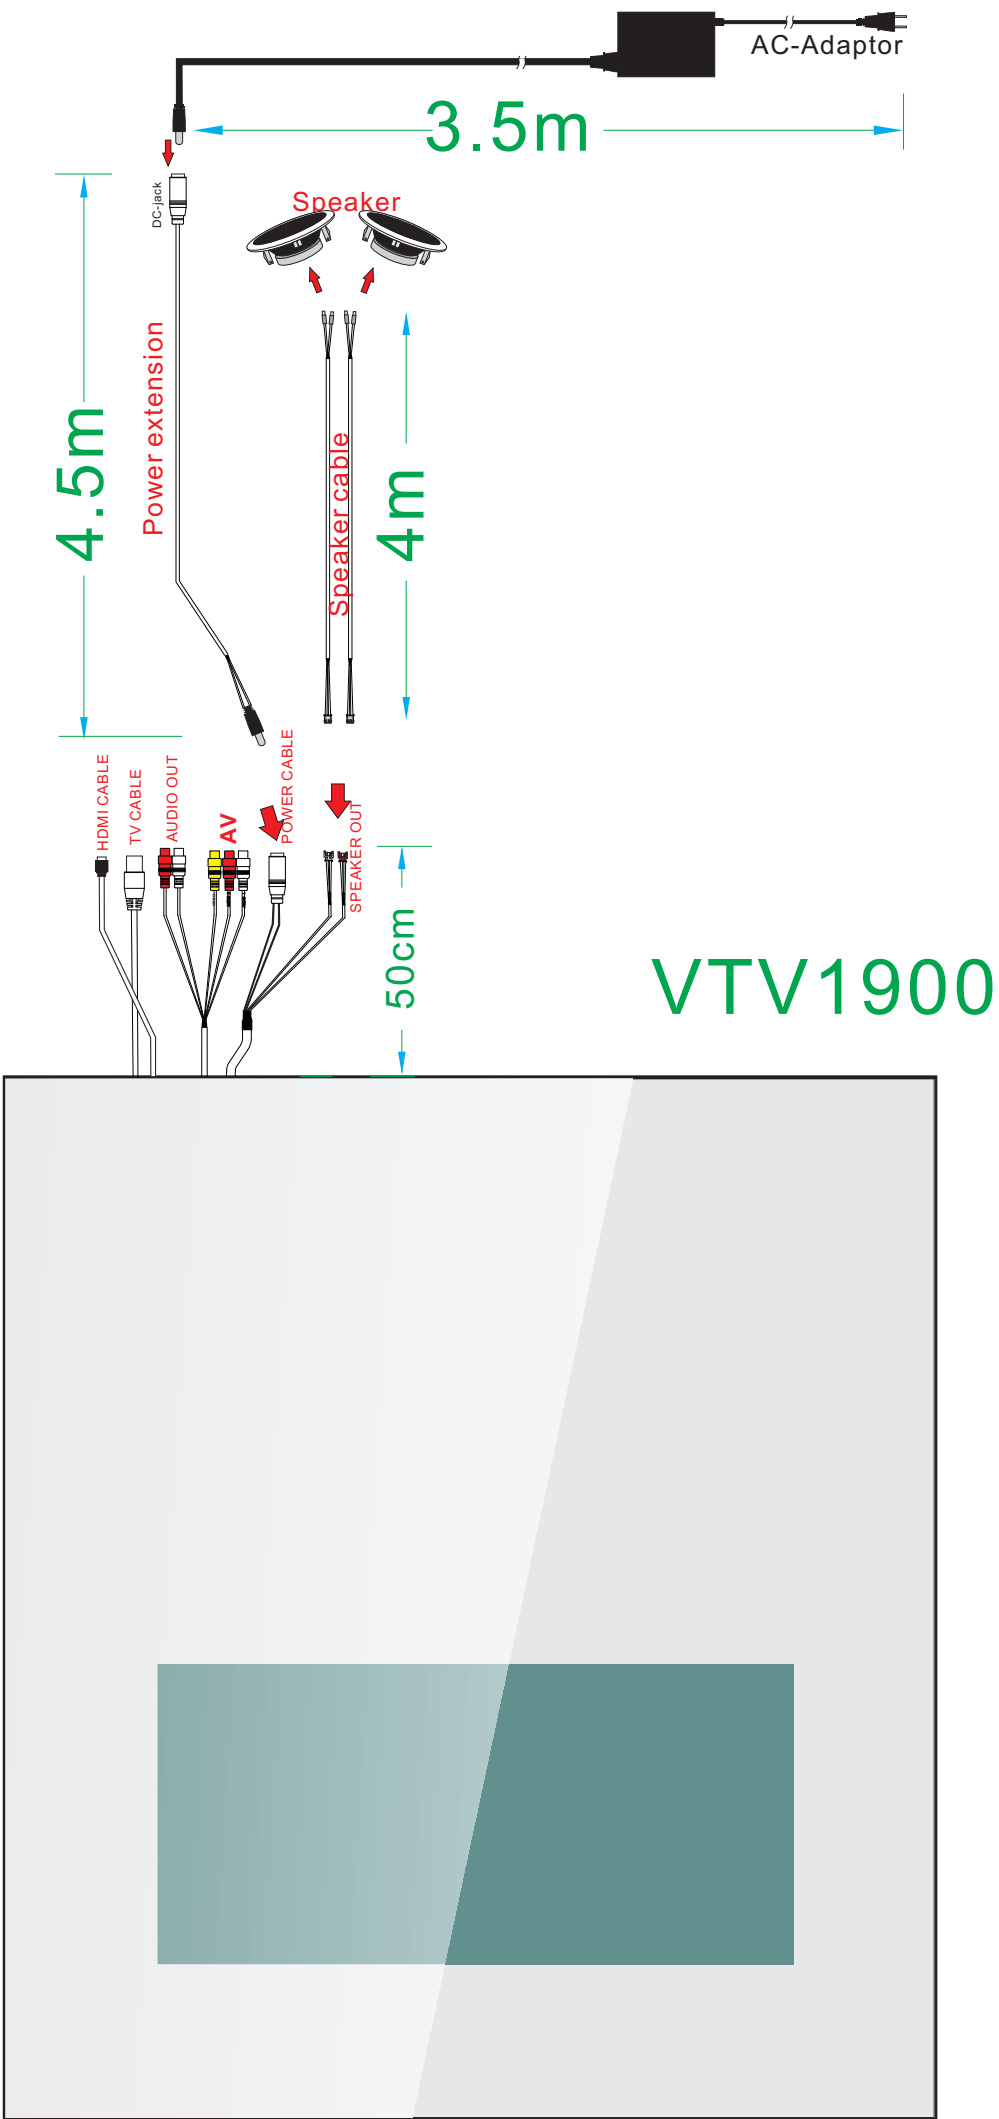 AC-Adaptor
3.5m
DC-jack
Speaker
Power extension
4.5m
Speaker cable
4m
HDMI CABLE
TV CABLE
AUDIO OUT
AV
POWER CABLE
SPEAKER OUT
50cm
VTV1900